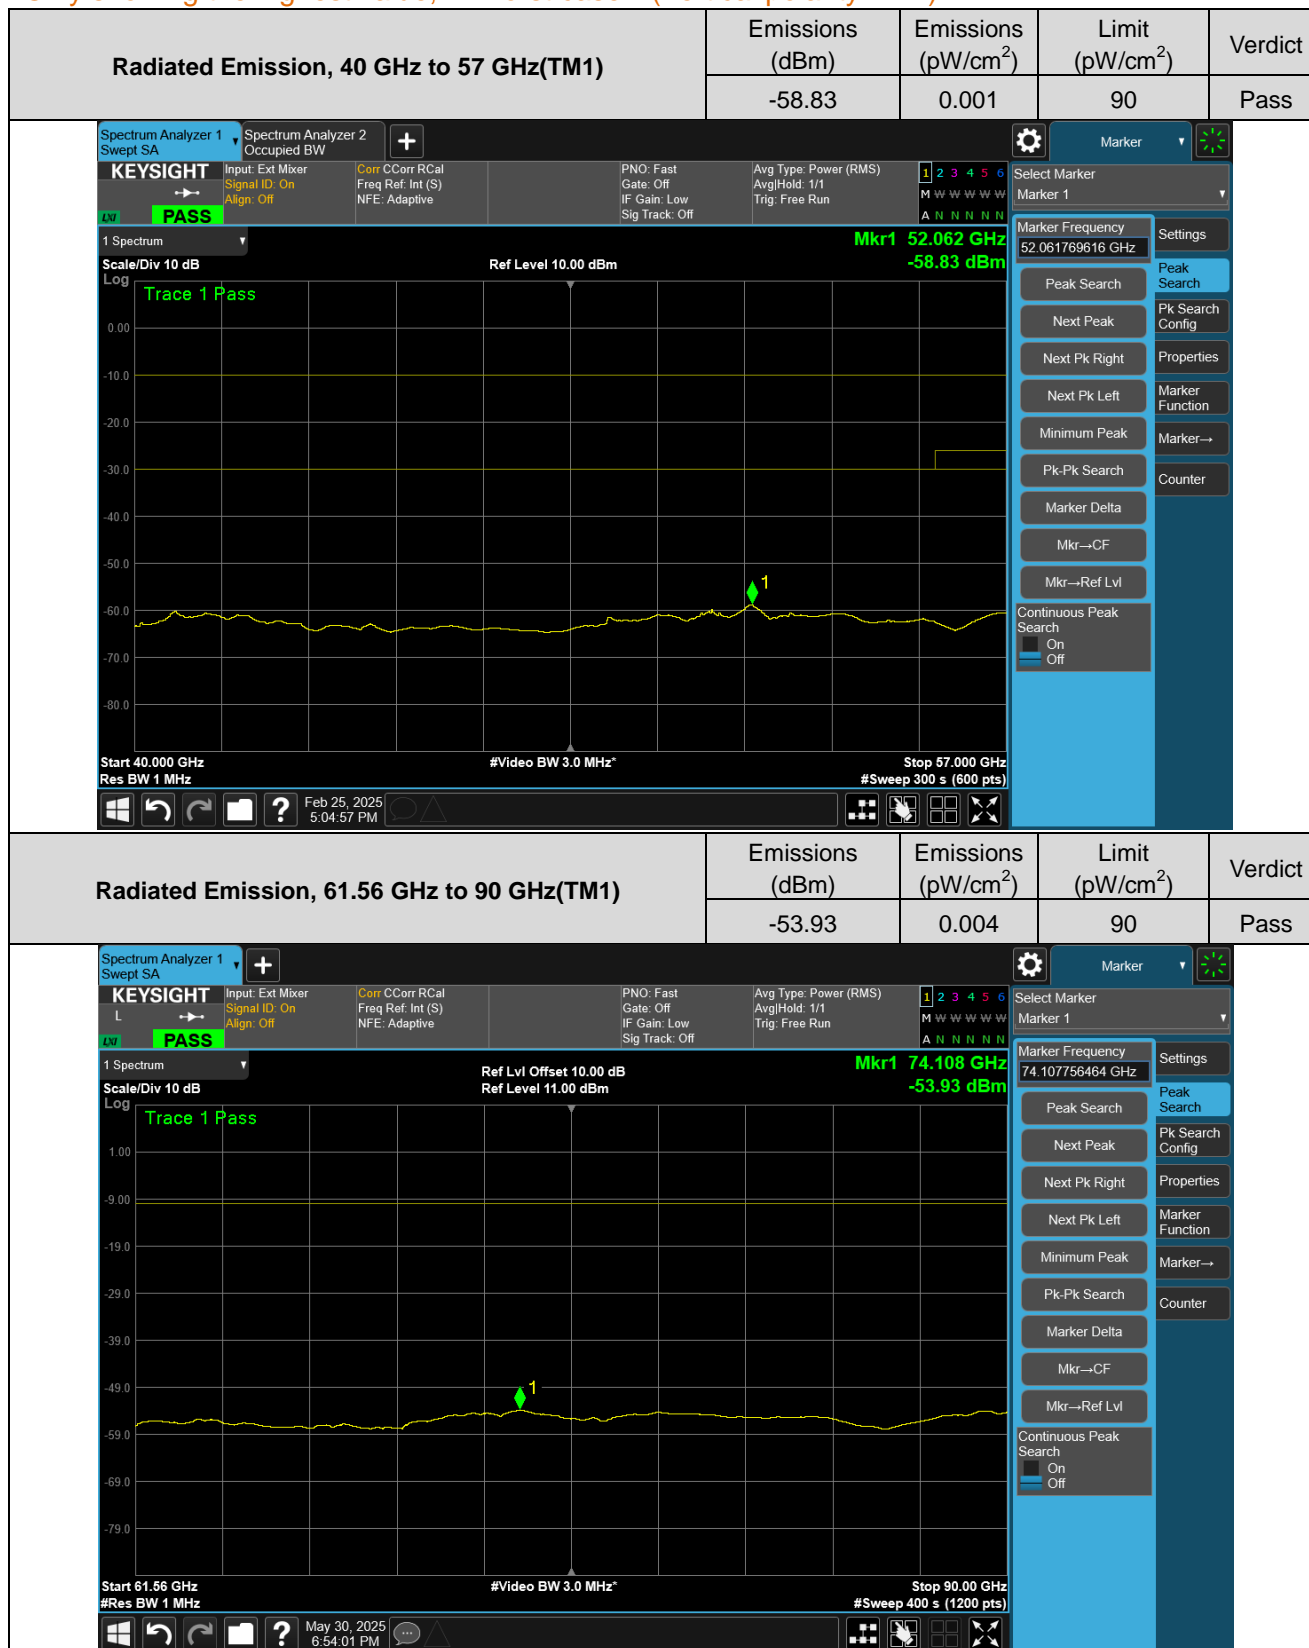 Radiated Emission, 40 GHz to 57 GHz(TM1)
Emissions (dBm)
Emissions (pW/cm²)
Limit (pW/cm²)
Verdict
-58.83
0.001
90
Pass
Spectrum Analyzer 1
Swept SA
Spectrum Analyzer 2
Occupied BW
Marker
KEYSIGHT
LXI
PASS
Input: Ext Mixer
Signal ID: On
Align: Off
Corr CCorr RCal
Freq Ref: Int (S)
NFE: Adaptive
PNO: Fast
Gate: Off
IF Gain: Low
Sig Track: Off
Avg Type: Power (RMS)
Avg|Hold: 1/1
Trig: Free Run
1 2 3 4 5 6
M W W W W W
A N N N N N
Select Marker
Marker 1
1 Spectrum
Scale/Div 10 dB
Log
Ref Level 10.00 dBm
Mkr1 52.062 GHz
-58.83 dBm
Trace 1 Pass
0.00
-10.0
-20.0
-30.0
-40.0
-50.0
-60.0
-70.0
-80.0
1
Start 40.000 GHz
Res BW 1 MHz
#Video BW 3.0 MHz*
Stop 57.000 GHz
#Sweep 300 s (600 pts)
Marker Frequency
52.061769616 GHz
Peak Search
Next Peak
Next Pk Right
Next Pk Left
Minimum Peak
Pk-Pk Search
Marker Delta
Mkr→CF
Mkr→Ref Lvl
Continuous Peak
Search
On
Off
Settings
Peak
Search
Pk Search
Config
Properties
Marker
Function
Marker→
Counter
?
Feb 25, 2025
5:04:57 PM
Radiated Emission, 61.56 GHz to 90 GHz(TM1)
Emissions (dBm)
Emissions (pW/cm²)
Limit (pW/cm²)
Verdict
-53.93
0.004
90
Pass
Spectrum Analyzer 1
Swept SA
Marker
KEYSIGHT
L
LXI
PASS
Input: Ext Mixer
Signal ID: On
Align: Off
Corr CCorr RCal
Freq Ref: Int (S)
NFE: Adaptive
PNO: Fast
Gate: Off
IF Gain: Low
Sig Track: Off
Avg Type: Power (RMS)
Avg|Hold: 1/1
Trig: Free Run
1 2 3 4 5 6
M W W W W W
A N N N N N
Select Marker
Marker 1
1 Spectrum
Scale/Div 10 dB
Log
Ref Lvl Offset 10.00 dB
Ref Level 11.00 dBm
Mkr1 74.108 GHz
-53.93 dBm
Trace 1 Pass
1.00
-9.00
-19.0
-29.0
-39.0
-49.0
-59.0
-69.0
-79.0
1
Start 61.56 GHz
#Res BW 1 MHz
#Video BW 3.0 MHz*
Stop 90.00 GHz
#Sweep 400 s (1200 pts)
Marker Frequency
74.107756464 GHz
Peak Search
Next Peak
Next Pk Right
Next Pk Left
Minimum Peak
Pk-Pk Search
Marker Delta
Mkr→CF
Mkr→Ref Lvl
Continuous Peak
Search
On
Off
Settings
Peak
Search
Pk Search
Config
Properties
Marker
Function
Marker→
Counter
?
May 30, 2025
6:54:01 PM